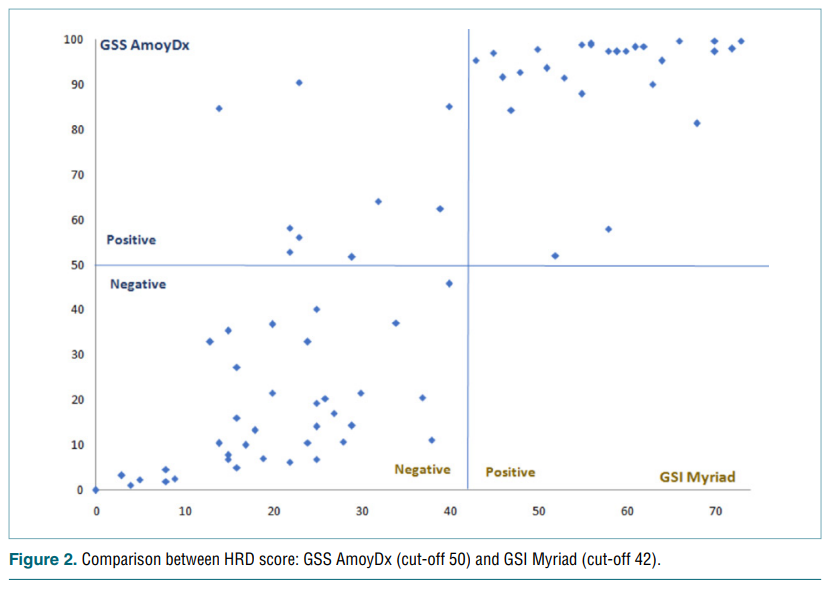 100
GSS AmoyDx
90
80
70
60
Positive
50
Negative
40
30
20
10
Negative
Positive
GSI Myriad
0
0 10 20 30 40 50 60 70
Figure 2. Comparison between HRD score: GSS AmoyDx (cut-off 50) and GSI Myriad (cut-off 42).